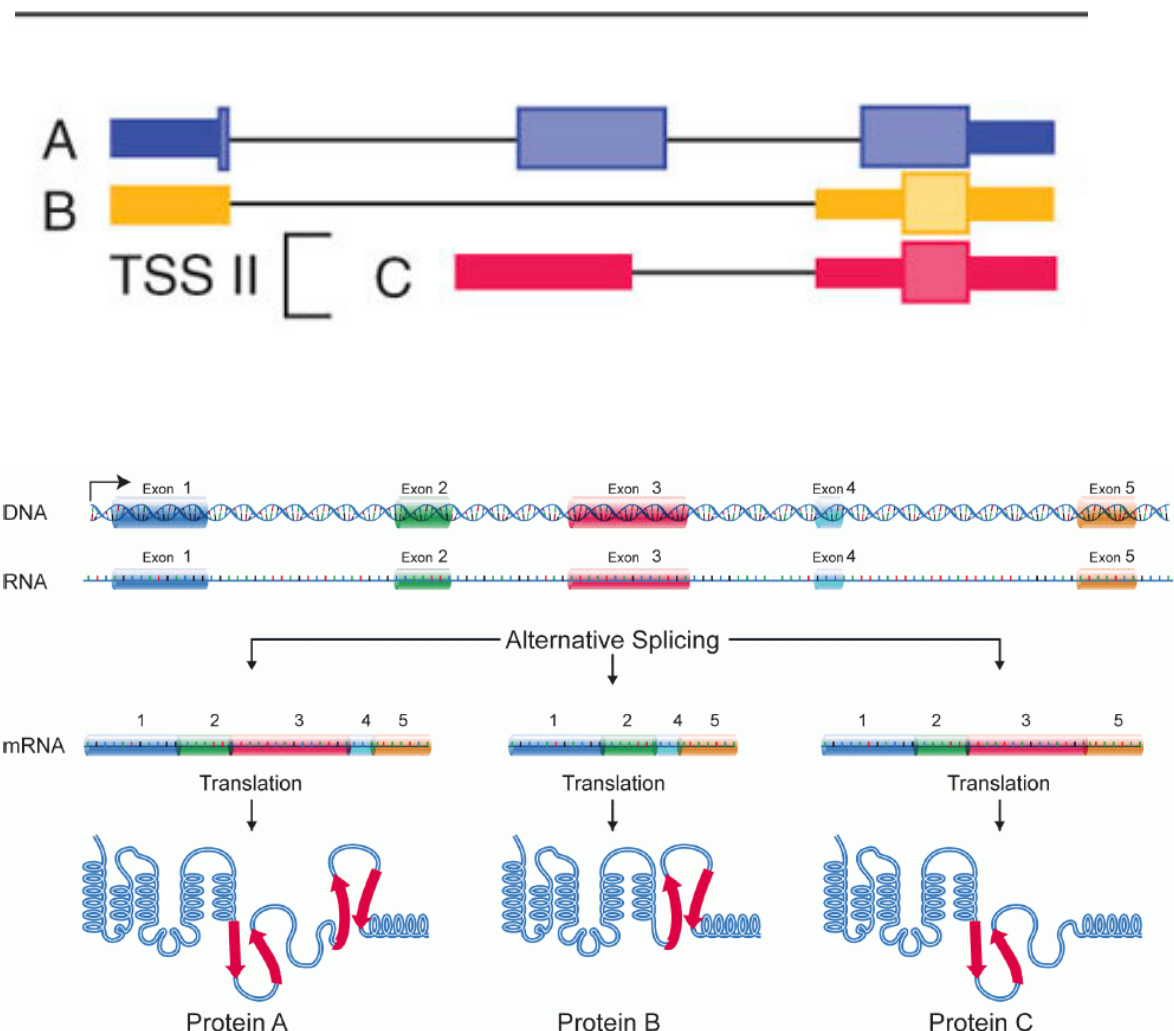 A
B
TSS II C
Exon 1 Exon 2 Exon 3 Exon 4 Exon 5
DNA
Exon 1 Exon 2 Exon 3 Exon 4 Exon 5
RNA
Alternative Splicing
1 2 3 4 5 1 2 4 5 1 2 3 5
mRNA
Translation Translation Translation
Protein A Protein B Protein C